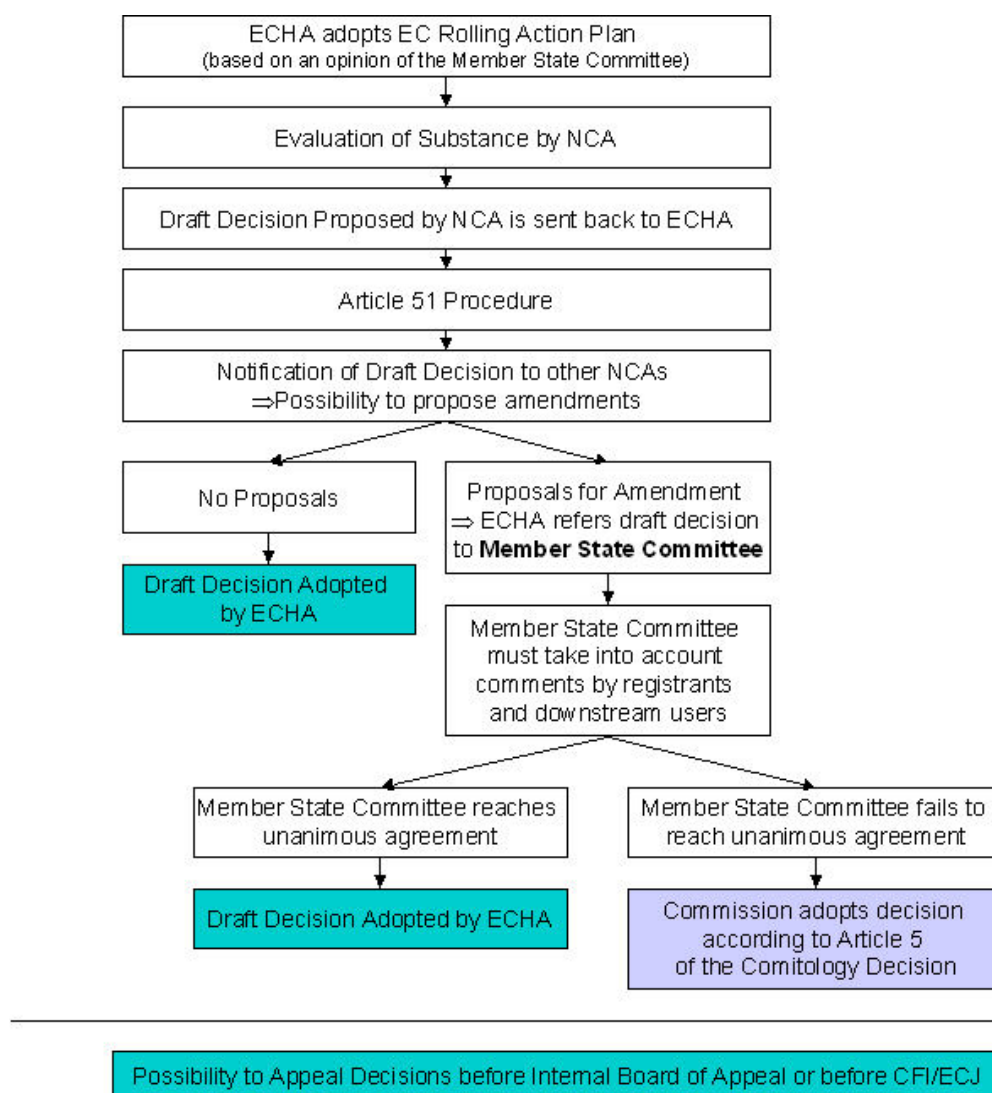 ECHA adopts EC Rolling Action Plan
(based on an opinion of the Member State Committee)
Evaluation of Substance by NCA
Draft Decision Proposed by NCA is sent back to ECHA
Article 51 Procedure
Notification of Draft Decision to other NCAs
⇒Possibility to propose amendments
No Proposals
Proposals for Amendment
⇒ ECHA refers draft decision
to Member State Committee
Draft Decision Adopted
by ECHA
Member State Committee
must take into account
comments by registrants
and downstream users
Member State Committee reaches
unanimous agreement
Member State Committee fails to
reach unanimous agreement
Draft Decision Adopted by ECHA
Commission adopts decision
according to Article 5
of the Comitology Decision
Possibility to Appeal Decisions before Internal Board of Appeal or before CFI/ECJ